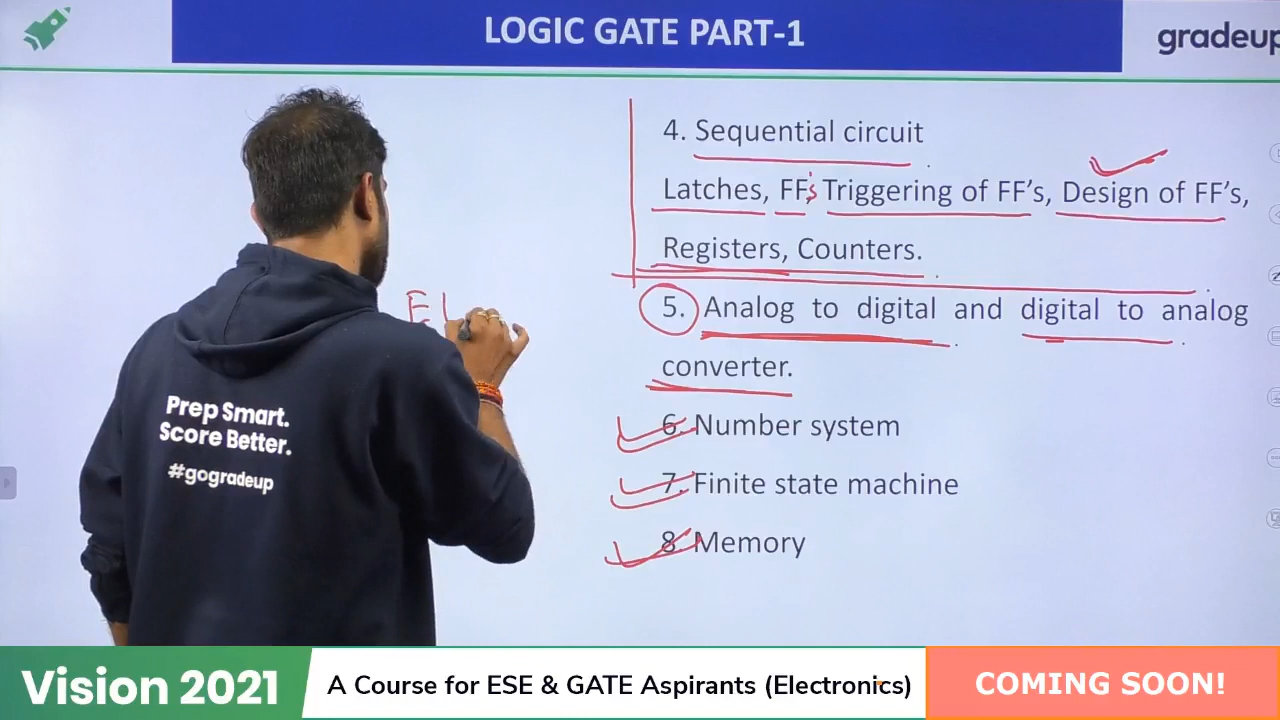 LOGIC GATE PART-1
gradeup
4. Sequential circuit
Latches, FF's Triggering of FF's, Design of FF's,
Registers, Counters.
5. Analog to digital and digital to analog
converter.
6. Number system
7. Finite state machine
8. Memory
Prep Smart.
Score Better.
#gogradeup
Vision 2021
A Course for ESE & GATE Aspirants (Electronics)
COMING SOON!